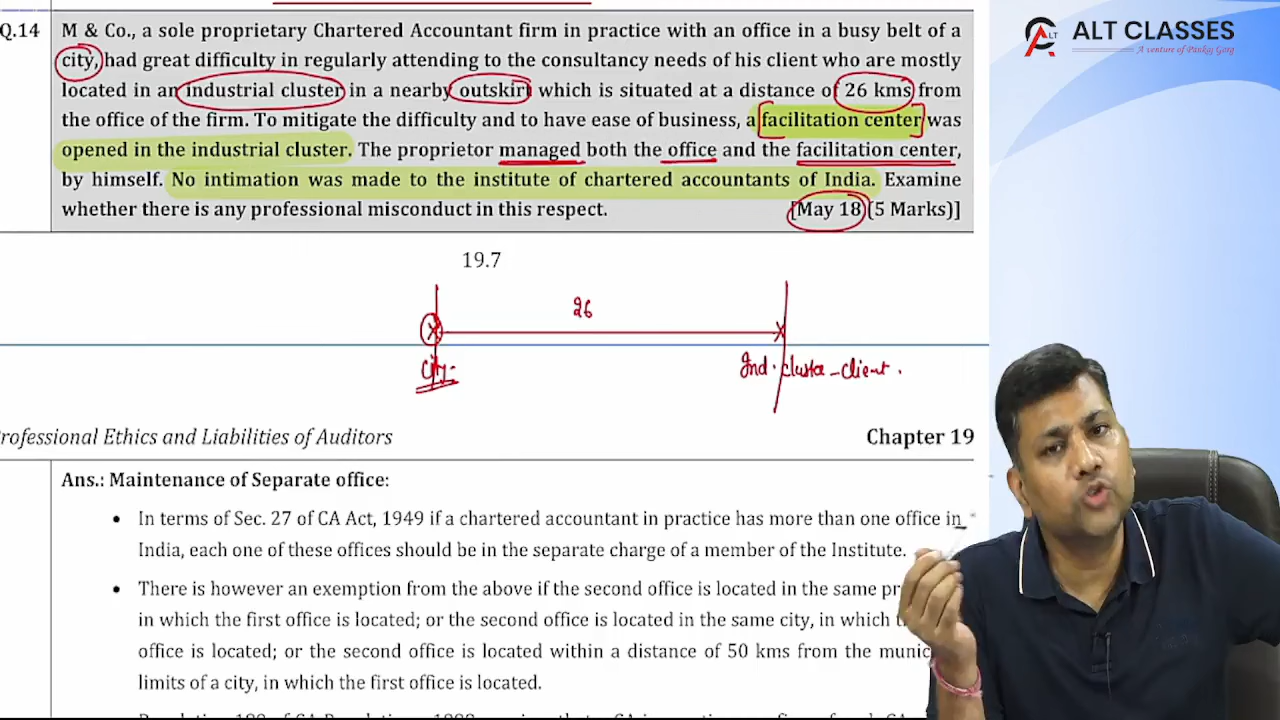 Q.14
M & Co., a sole proprietary Chartered Accountant firm in practice with an office in a busy belt of a
city, had great difficulty in regularly attending to the consultancy needs of his client who are mostly
located in an industrial cluster in a nearby outskirt which is situated at a distance of 26 kms from
the office of the firm. To mitigate the difficulty and to have ease of business, a facilitation center was
opened in the industrial cluster. The proprietor managed both the office and the facilitation center,
by himself. No intimation was made to the institute of chartered accountants of India. Examine
whether there is any professional misconduct in this respect. [May 18 (5 Marks)]
ALT
ALT CLASSES
A venture of Pankaj Garg
19.7
26
City
Ind. cluster - client.
Professional Ethics and Liabilities of Auditors Chapter 19
Ans.: Maintenance of Separate office:
• In terms of Sec. 27 of CA Act, 1949 if a chartered accountant in practice has more than one office in
India, each one of these offices should be in the separate charge of a member of the Institute.
• There is however an exemption from the above if the second office is located in the same
in which the first office is located; or the second office is located in the same city, in which
office is located; or the second office is located within a distance of 50 kms from the
limits of a city, in which the first office is located.